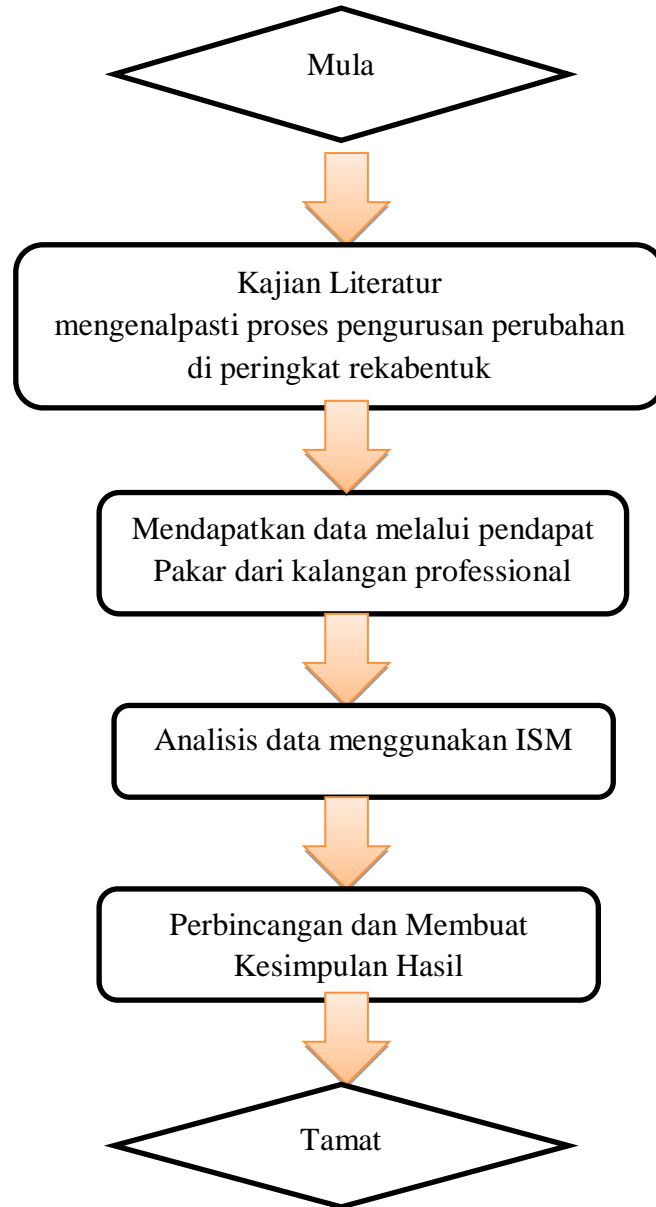 Mula
Kajian Literatur
mengenalpasti proses pengurusan perubahan
di peringkat rekabentuk
Mendapatkan data melalui pendapat
Pakar dari kalangan professional
Analisis data menggunakan ISM
Perbincangan dan Membuat
Kesimpulan Hasil
Tamat